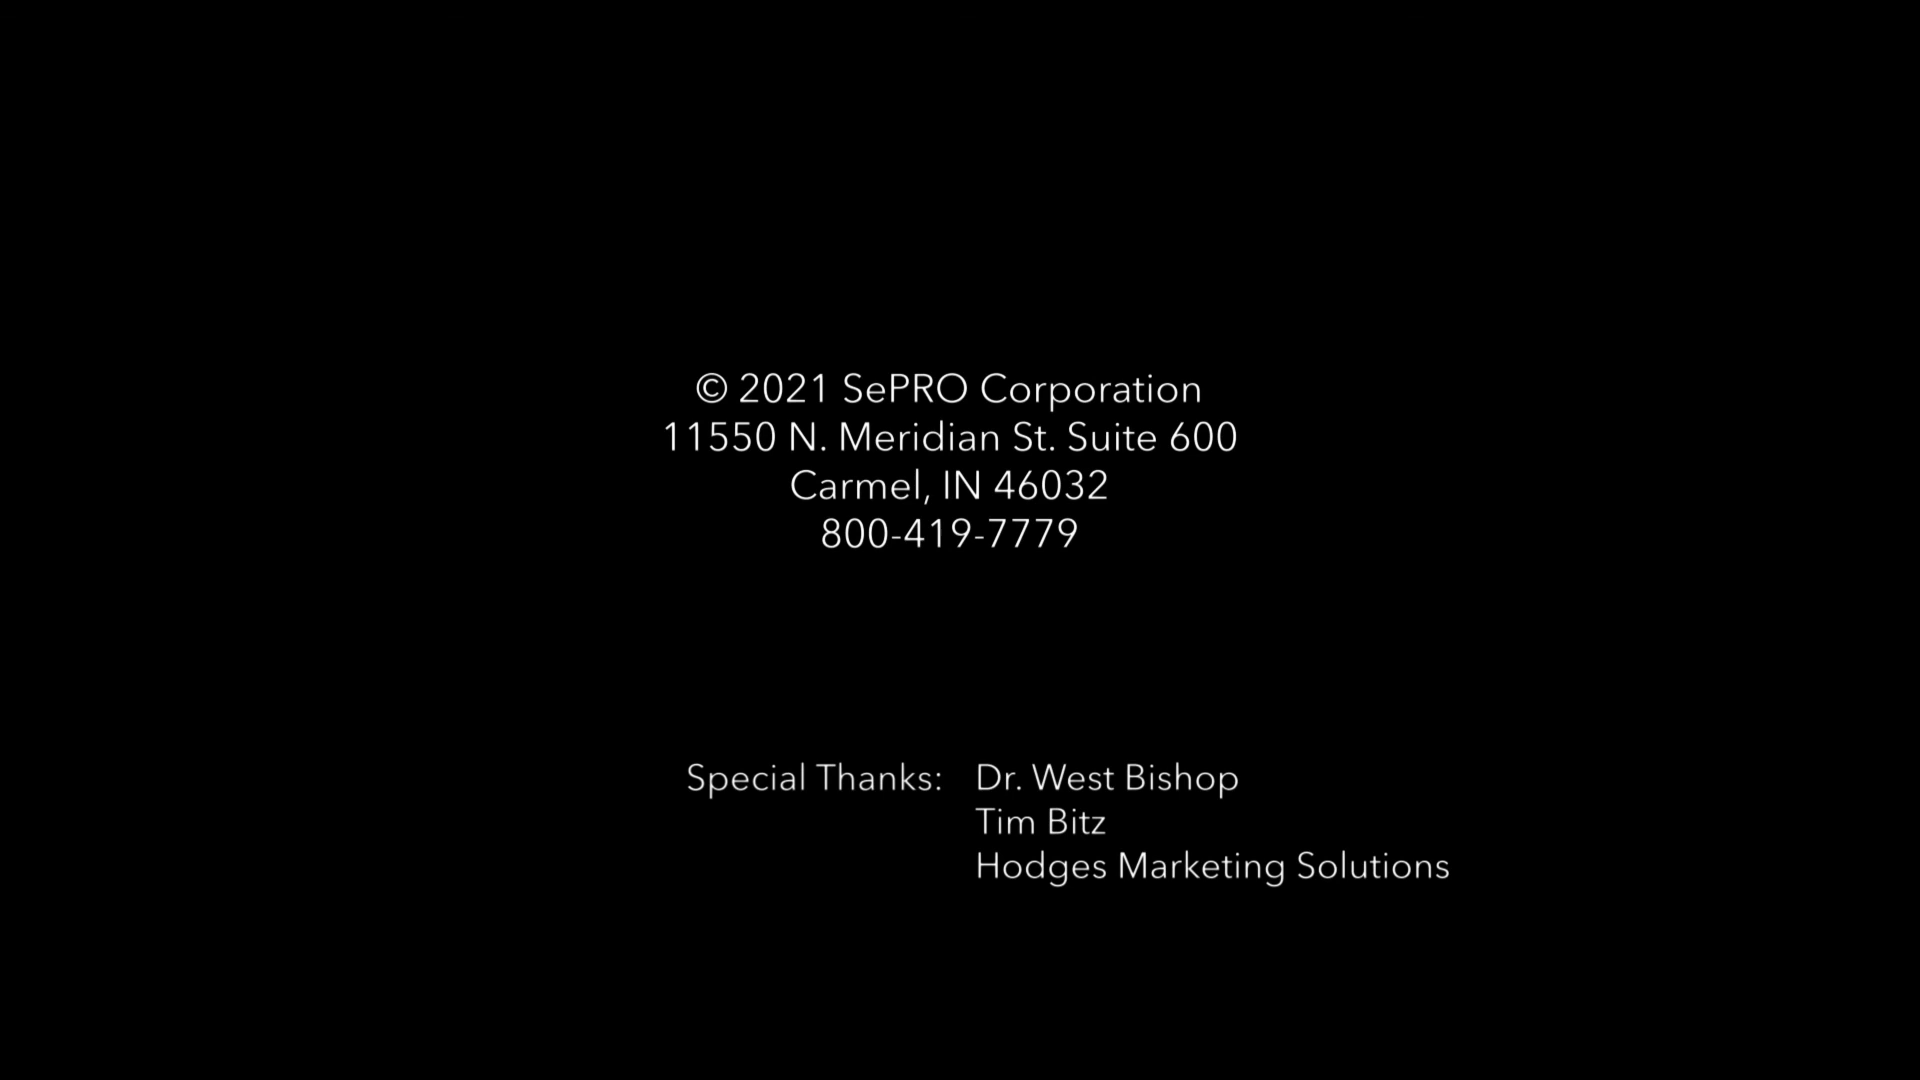 © 2021 SePRO Corporation
11550 N. Meridian St. Suite 600
Carmel, IN 46032
800-419-7779
Special Thanks: Dr. West Bishop
Tim Bitz
Hodges Marketing Solutions